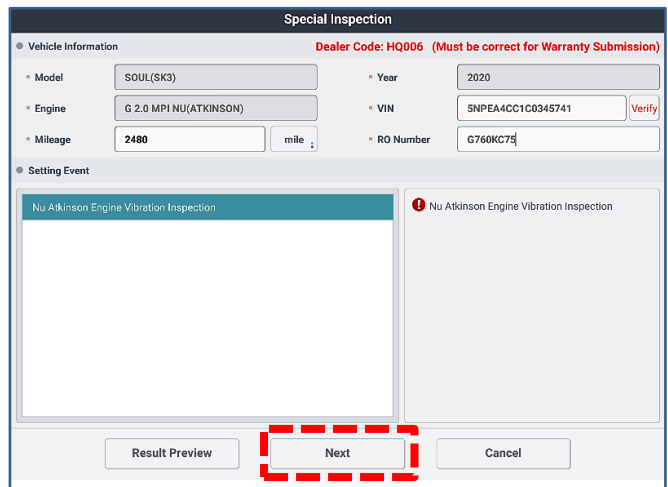 Special Inspection
Vehicle Information
Dealer Code: HQ006 (Must be correct for Warranty Submission)
Model SOUL(SK3) Year 2020
Engine G 2.0 MPI NU(ATKINSON) VIN 5NPEA4CC1C0345741 Verify
Mileage 2480 mile RO Number G760KC75
Setting Event
Nu Atkinson Engine Vibration Inspection
Nu Atkinson Engine Vibration Inspection
Result Preview Next Cancel